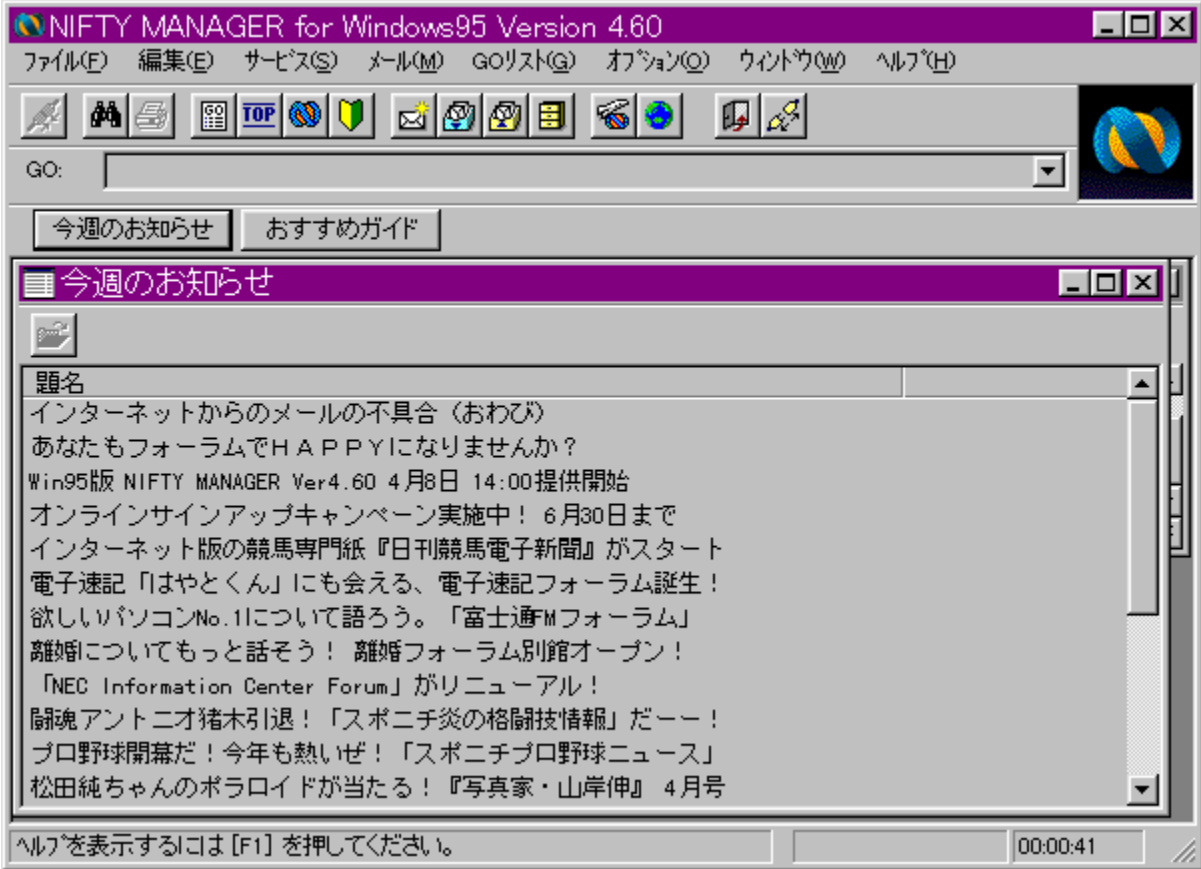 NIFTY MANAGER for Windows95 Version 4.60
ﾌｧｲﾙ(F) 編集(E) ｻｰﾋﾞｽ(S) ﾒｰﾙ(M) GOﾘｽﾄ(G) ｵﾌﾟｼｮﾝ(O) ｳｨﾝﾄﾞｳ(W) ﾍﾙﾌﾟ(H)
GO TOP
GO:
今週のお知らせ おすすめガイド
今週のお知らせ
題名
インターネットからのメールの不具合（おわび）
あなたもフォーラムでＨＡＰＰＹになりませんか？
Win95版 NIFTY MANAGER Ver4.60 4月8日 14:00提供開始
オンラインサインアップキャンペーン実施中！ 6月30日まで
インターネット版の競馬専門紙『日刊競馬電子新聞』がスタート
電子速記「はやとくん」にも会える、電子速記フォーラム誕生！
欲しいパソコンNo.1について語ろう。「富士通FMフォーラム」
離婚についてもっと話そう！ 離婚フォーラム別館オープン！
「NEC Information Center Forum」がリニューアル！
闘魂アントニオ猪木引退！「スポニチ炎の格闘技情報」だーー！
プロ野球開幕だ！今年も熱いぜ！「スポニチプロ野球ニュース」
松田純ちゃんのポラロイドが当たる！『写真家・山岸伸』 4月号
ﾍﾙﾌﾟを表示するには [F1] を押してください。 00:00:41